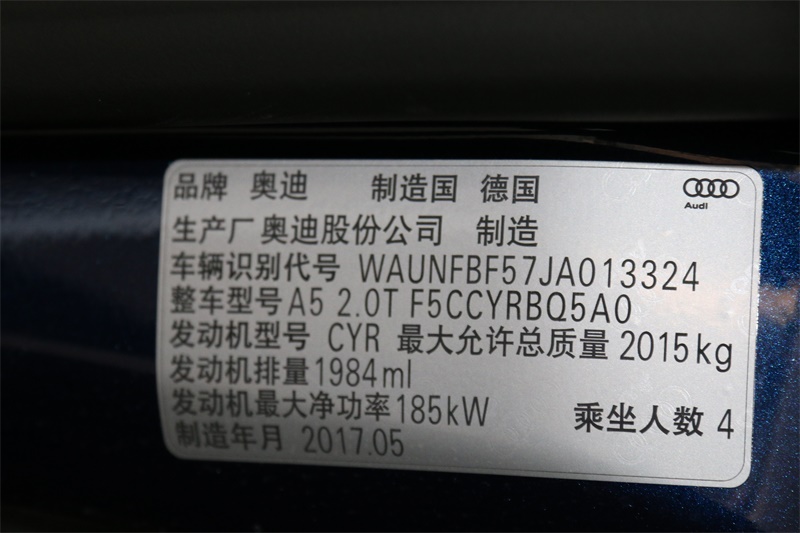 品牌 奥迪 制造国 德国
Audi
生产厂 奥迪股份公司 制造
车辆识别代号 WAUNFBF57JA013324
整车型号 A5 2.0T F5CCYRBQ5A0
发动机型号 CYR 最大允许总质量 2015kg
发动机排量 1984ml
发动机最大净功率 185kW 乘坐人数 4
制造年月 2017.05